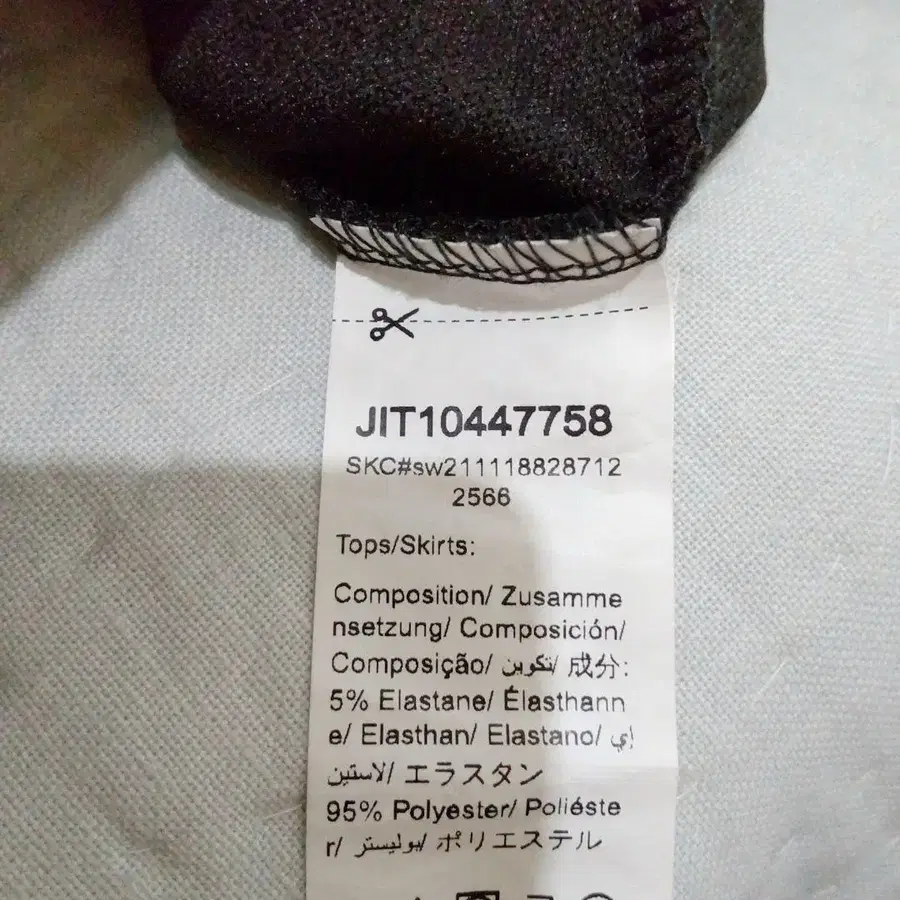 JIT10447758
SKC#sw211118828712
2566
Tops/Skirts:
Composition/ Zusamme
nsetzung/ Composición/
Composição/ تكوين/ 成分:
5% Elastane/ Élasthann
e/ Elasthan/ Elastano/ إي
لاستين/ エラスタン
95% Polyester/ Poliéste
r/ بوليستر/ ポリエステル